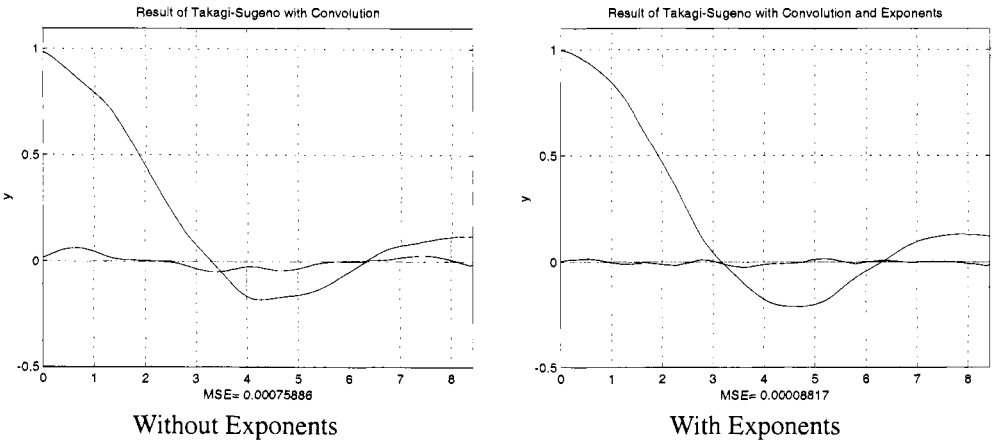 Result of Takagi-Sugeno with Convolution
1
0.5
0
-0.5
y
0 1 2 3 4 5 6 7 8
MSE= 0.00075886
Without Exponents
Result of Takagi-Sugeno with Convolution and Exponents
1
0.5
0
-0.5
y
0 1 2 3 4 5 6 7 8
MSE= 0.00008817
With Exponents